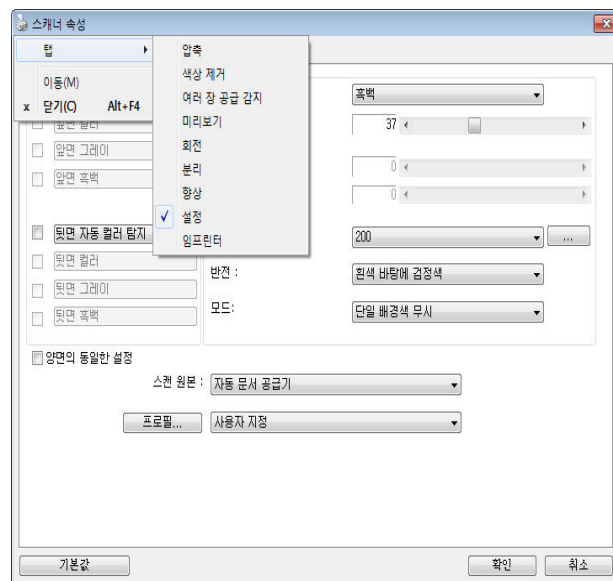 스캐너 속성
탭
이동(M)
x 닫기(C) Alt+F4
압축
색상 제거
여러 장 공급 감지
미리보기
회전
분리
향상
설정
임프린터
앞면 컬러
앞면 그레이
앞면 흑백
뒷면 자동 컬러 탐지
뒷면 컬러
뒷면 그레이
뒷면 흑백
흑백
37
0
0
200 ...
반전 : 흰색 바탕에 검정색
모드: 단일 배경색 무시
양면의 동일한 설정
스캔 원본 : 자동 문서 공급기
프로필... 사용자 지정
기본값 확인 취소